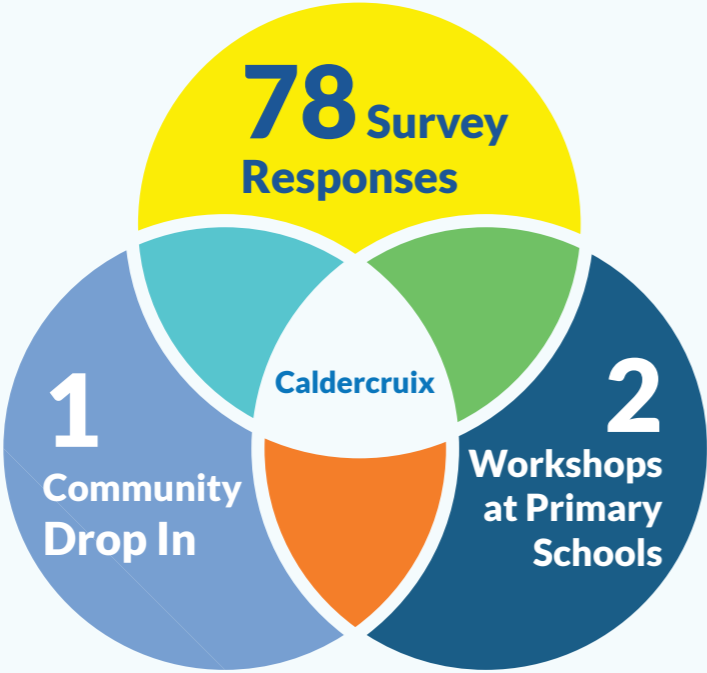 78 Survey
Responses
Caldercruix
1
Community
Drop In
2
Workshops
at Primary
Schools